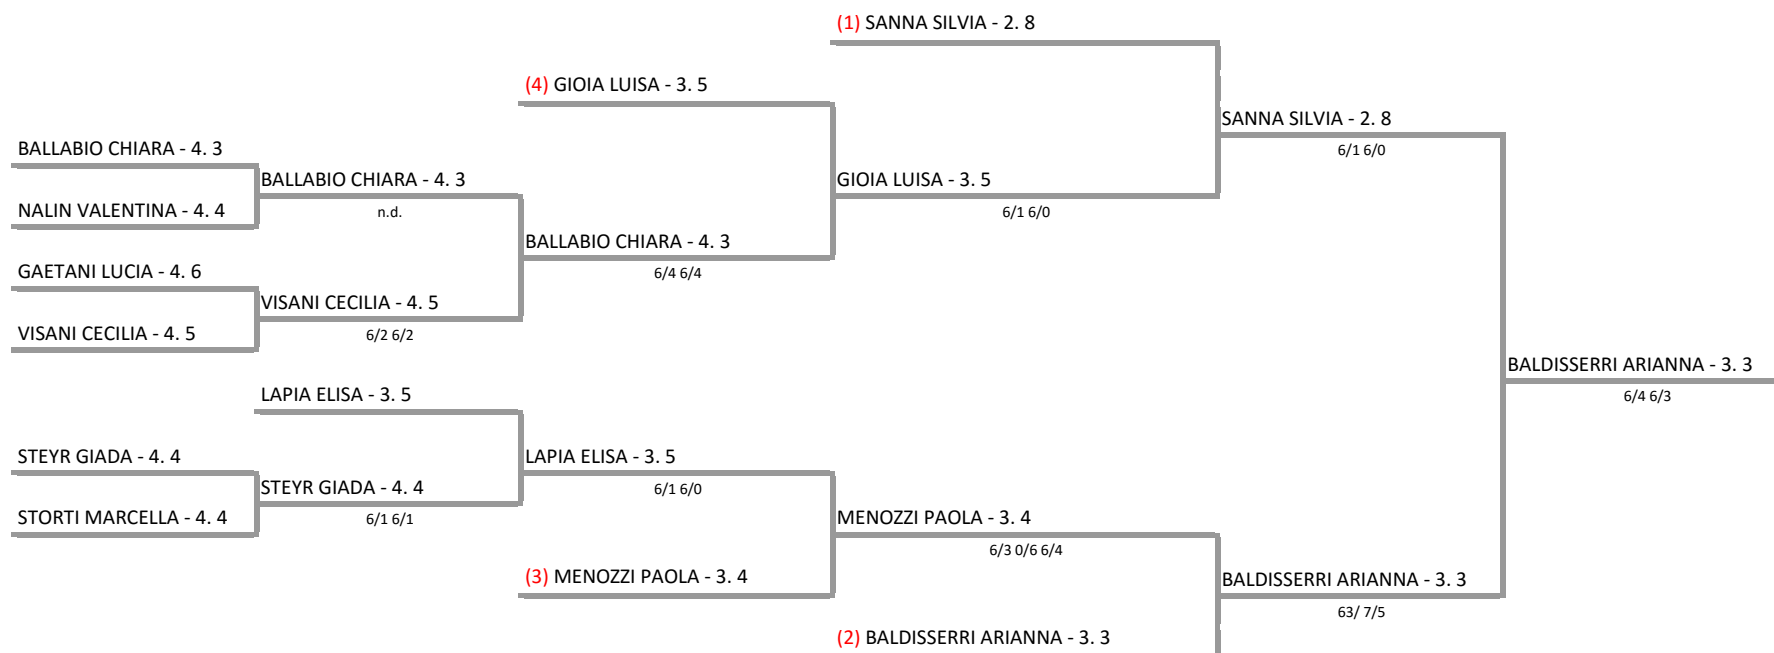 (1) SANNA SILVIA - 2. 8
(4) GIOIA LUISA - 3. 5
SANNA SILVIA - 2. 8
6/1 6/0
BALLABIO CHIARA - 4. 3
BALLABIO CHIARA - 4. 3
n.d.
GIOIA LUISA - 3. 5
6/1 6/0
NALIN VALENTINA - 4. 4
BALLABIO CHIARA - 4. 3
6/4 6/4
GAETANI LUCIA - 4. 6
VISANI CECILIA - 4. 5
6/2 6/2
VISANI CECILIA - 4. 5
BALDISSERRI ARIANNA - 3. 3
6/4 6/3
LAPIA ELISA - 3. 5
STEYR GIADA - 4. 4
LAPIA ELISA - 3. 5
6/1 6/0
STEYR GIADA - 4. 4
6/1 6/1
STORTI MARCELLA - 4. 4
MENOZZI PAOLA - 3. 4
6/3 0/6 6/4
(3) MENOZZI PAOLA - 3. 4
BALDISSERRI ARIANNA - 3. 3
63/ 7/5
(2) BALDISSERRI ARIANNA - 3. 3